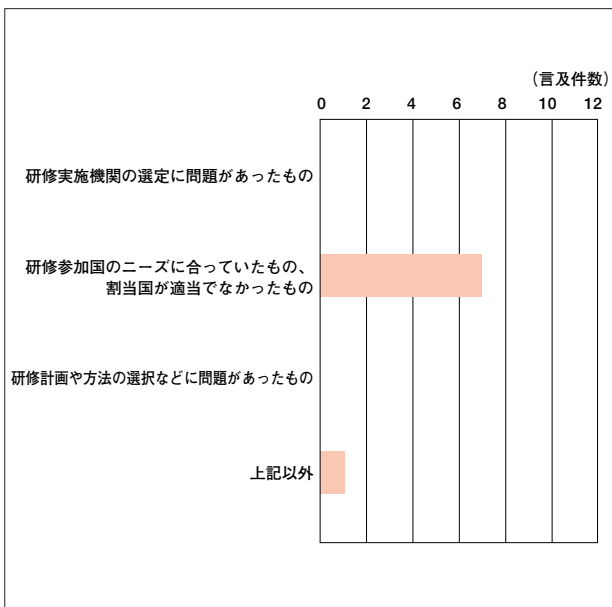 (言及件数)
0 2 4 6 8 10 12
研修実施機関の選定に問題があったもの
研修参加国のニーズに合っていたもの、
割当国が適当でなかったもの
研修計画や方法の選択などに問題があったもの
上記以外